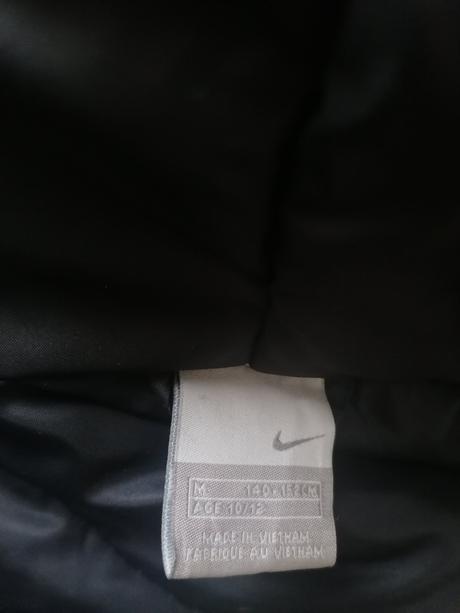 M 140-152CM
AGE 10/12
MADE IN VIETNAM
FABRIQUE AU VIETNAM